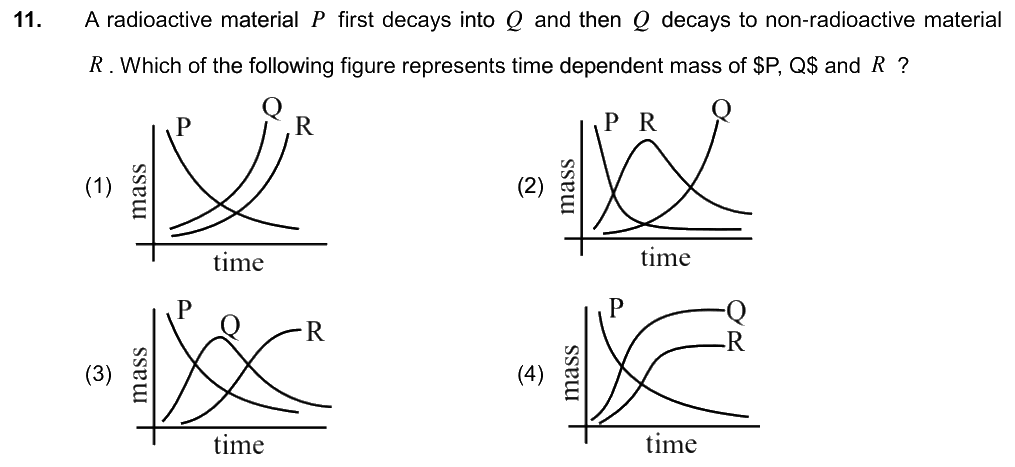 11. A radioactive material P first decays into Q and then Q decays to non-radioactive material
R . Which of the following figure represents time dependent mass of $P, Q$ and R ?
(1) mass P Q R time
(2) mass P R Q time
(3) mass P Q R time
(4) mass P Q R time